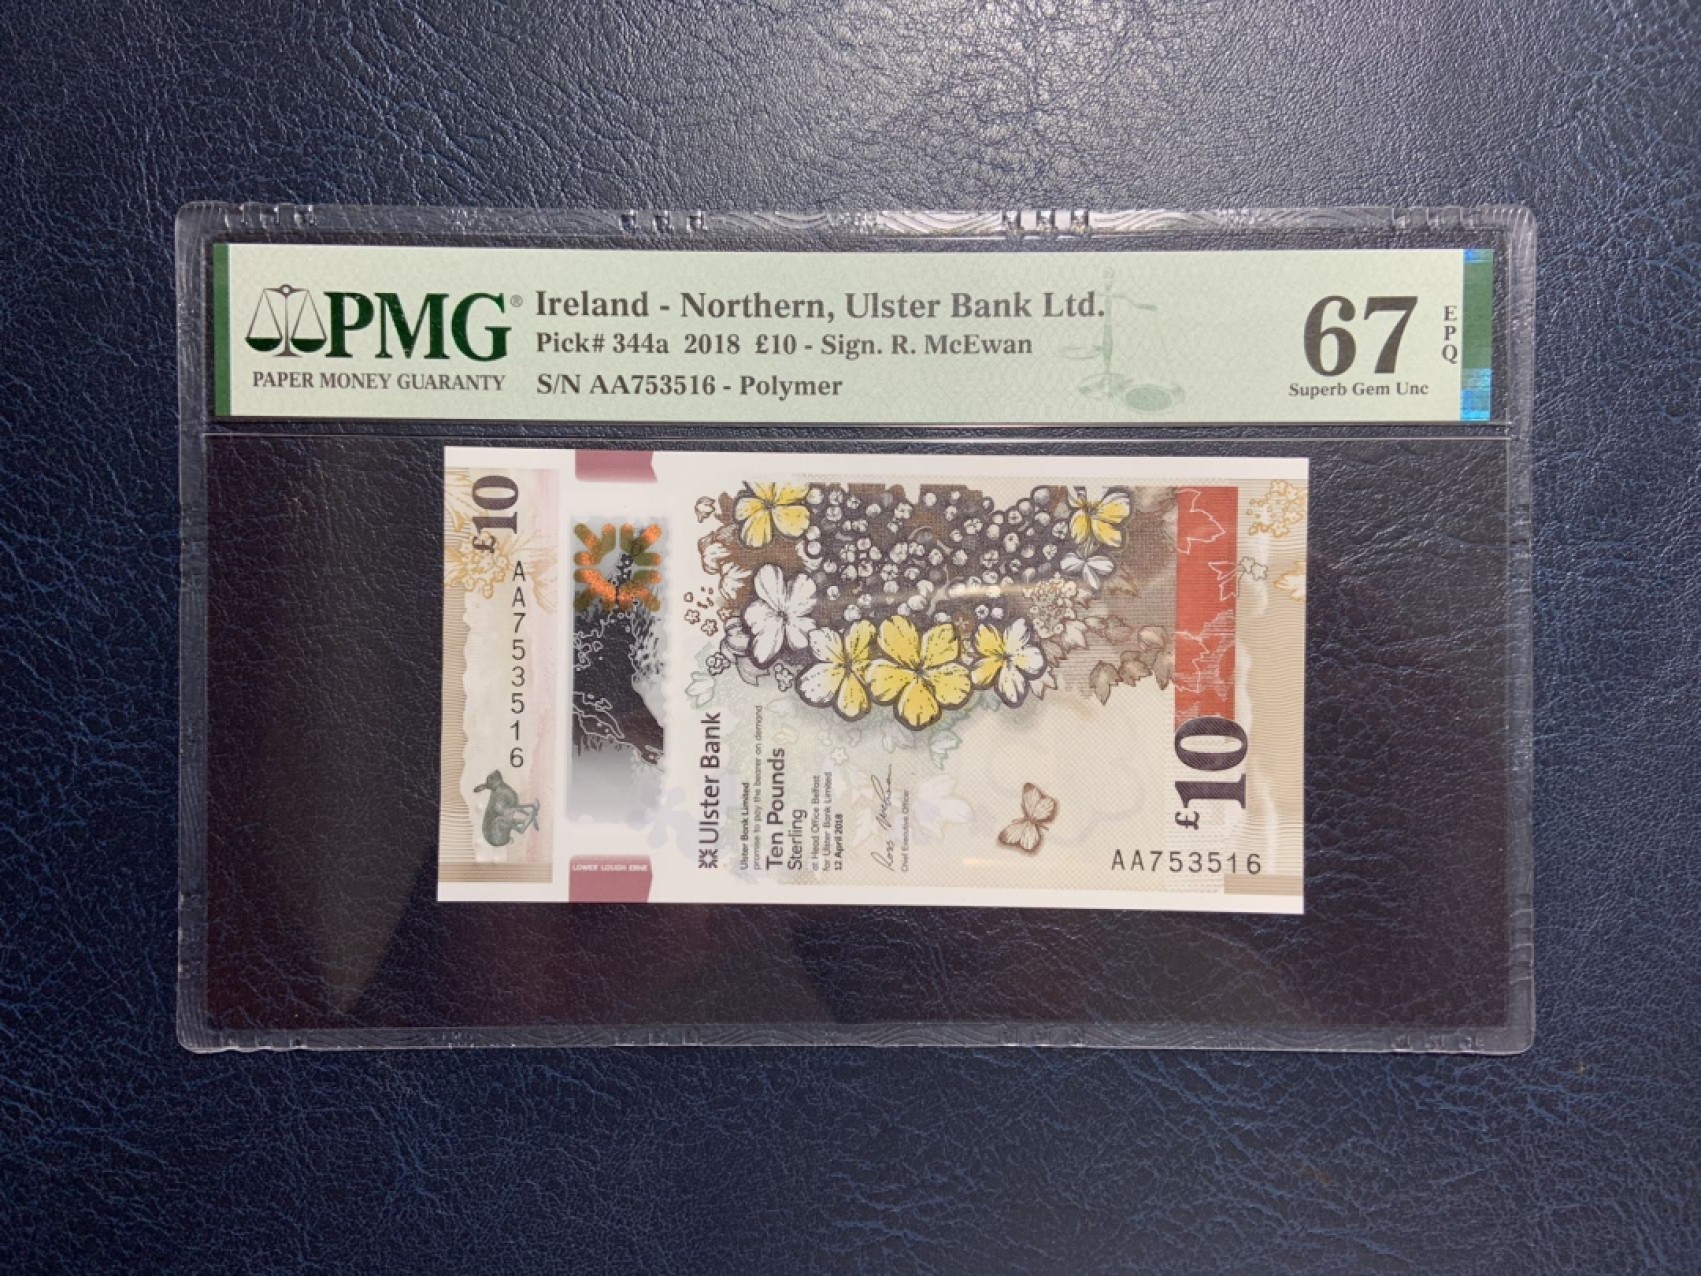 PMG®
PAPER MONEY GUARANTY
Ireland - Northern, Ulster Bank Ltd.
Pick# 344a 2018 £10 - Sign. R. McEwan
S/N AA753516 - Polymer
67
EPQ
Superb Gem Unc
£10
AA753516
LOWER LOUGH ERNE
Ulster Bank
Ulster Bank Limited
promise to pay the bearer on demand
Ten Pounds
Sterling
at Head Office Belfast
for Ulster Bank Limited
12 April 2018
Chief Executive Officer
£10
AA753516